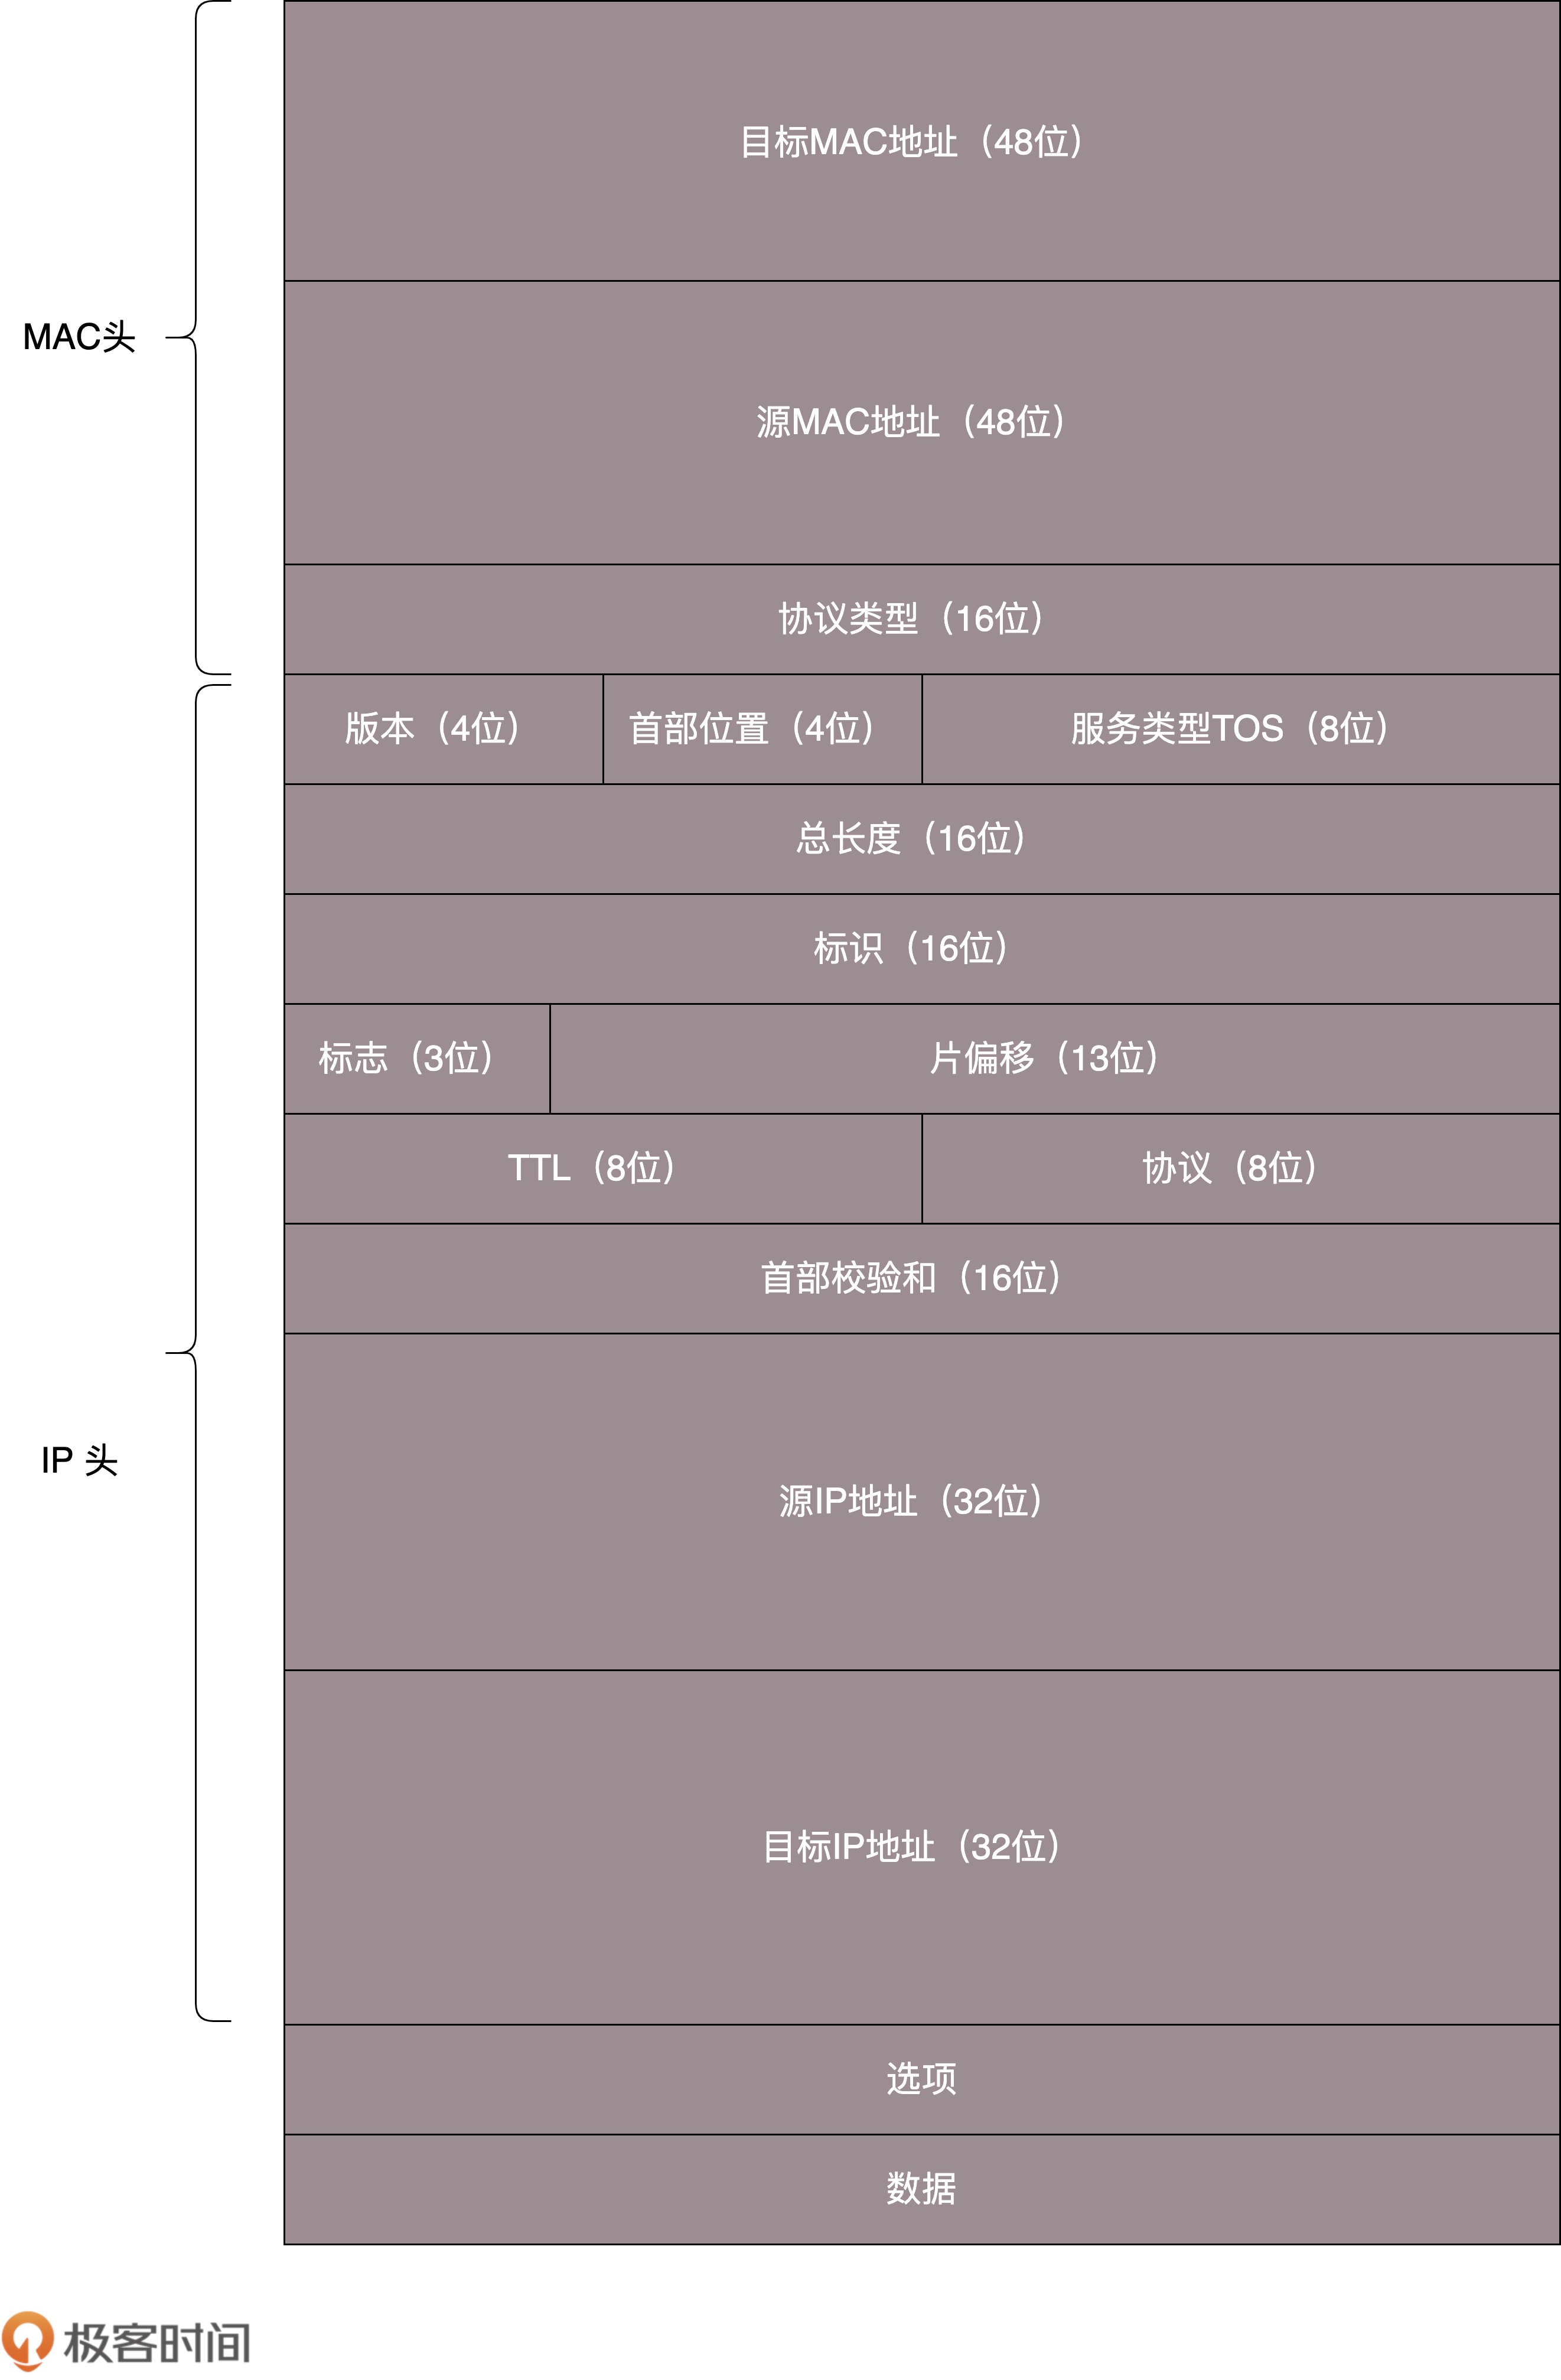 目标MAC地址（48位）
MAC头
源MAC地址（48位）
协议类型（16位）
版本（4位） 首部位置（4位） 服务类型TOS（8位）
总长度（16位）
标识（16位）
标志（3位） 片偏移（13位）
TTL（8位） 协议（8位）
首部校验和（16位）
IP 头
源IP地址（32位）
目标IP地址（32位）
选项
数据
极客时间